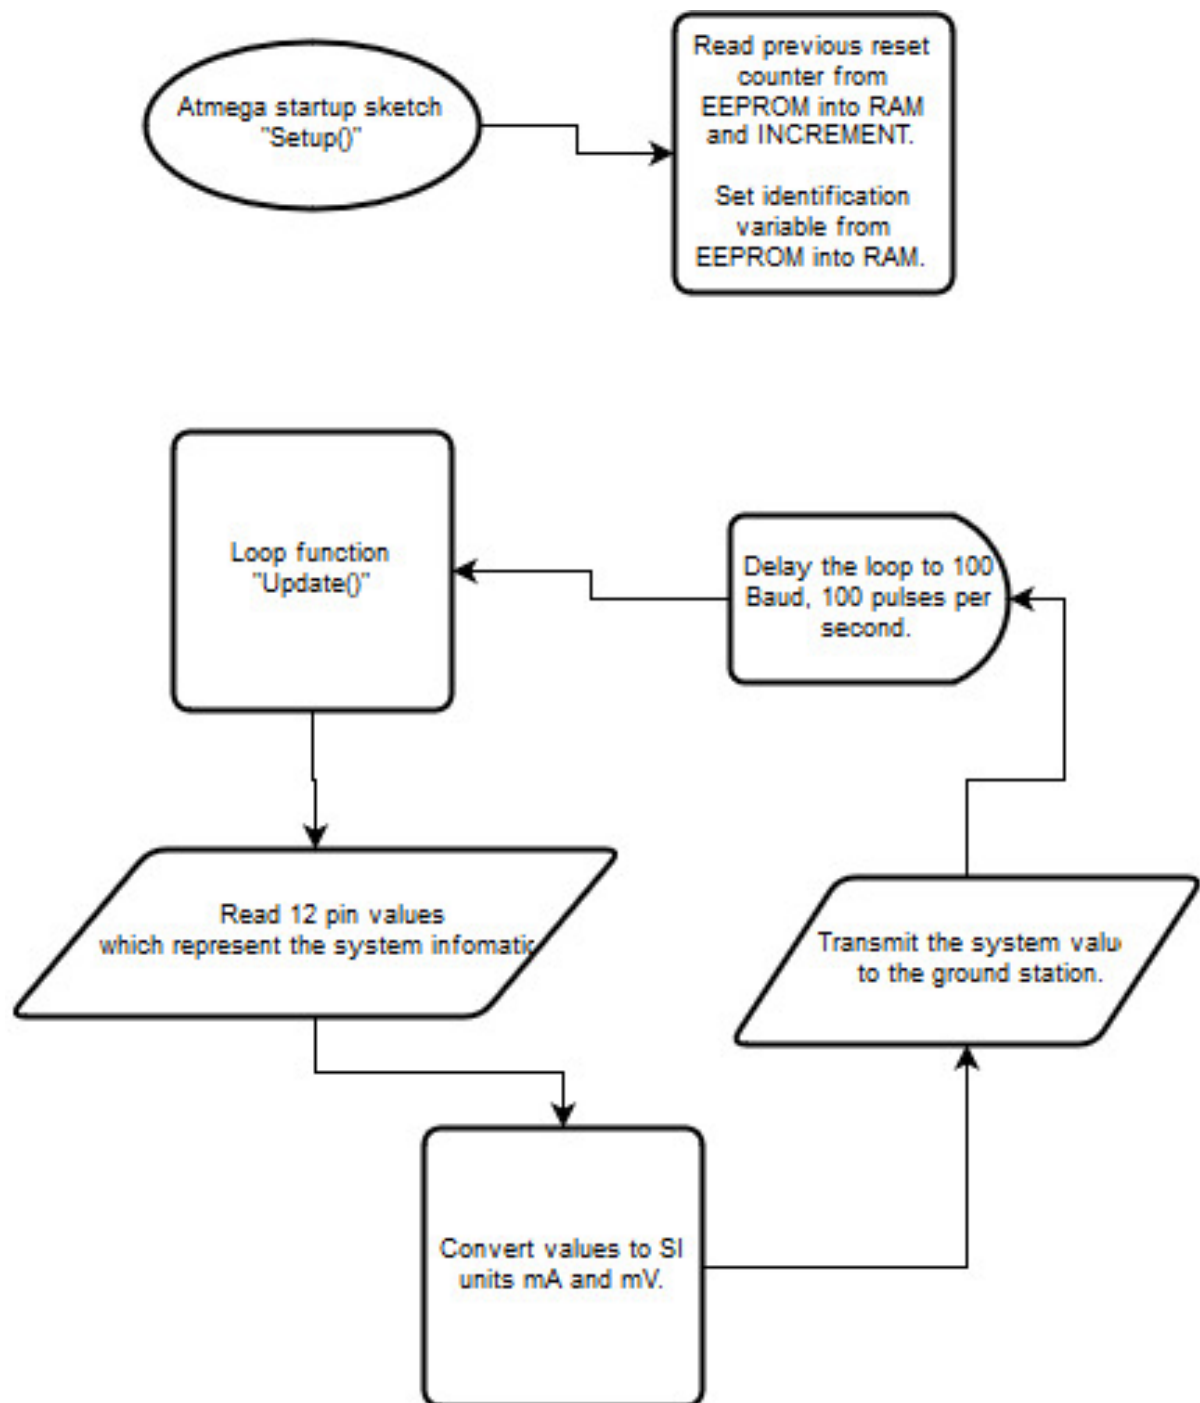 Atmega startup sketch
"Setup()"
Read previous reset
counter from
EEPROM into RAM
and INCREMENT.
Set identification
variable from
EEPROM into RAM.
Loop function
"Update()"
Delay the loop to 100
Baud, 100 pulses per
second.
Read 12 pin values
which represent the system infomatic
Transmit the system valu
to the ground station.
Convert values to SI
units mA and mV.